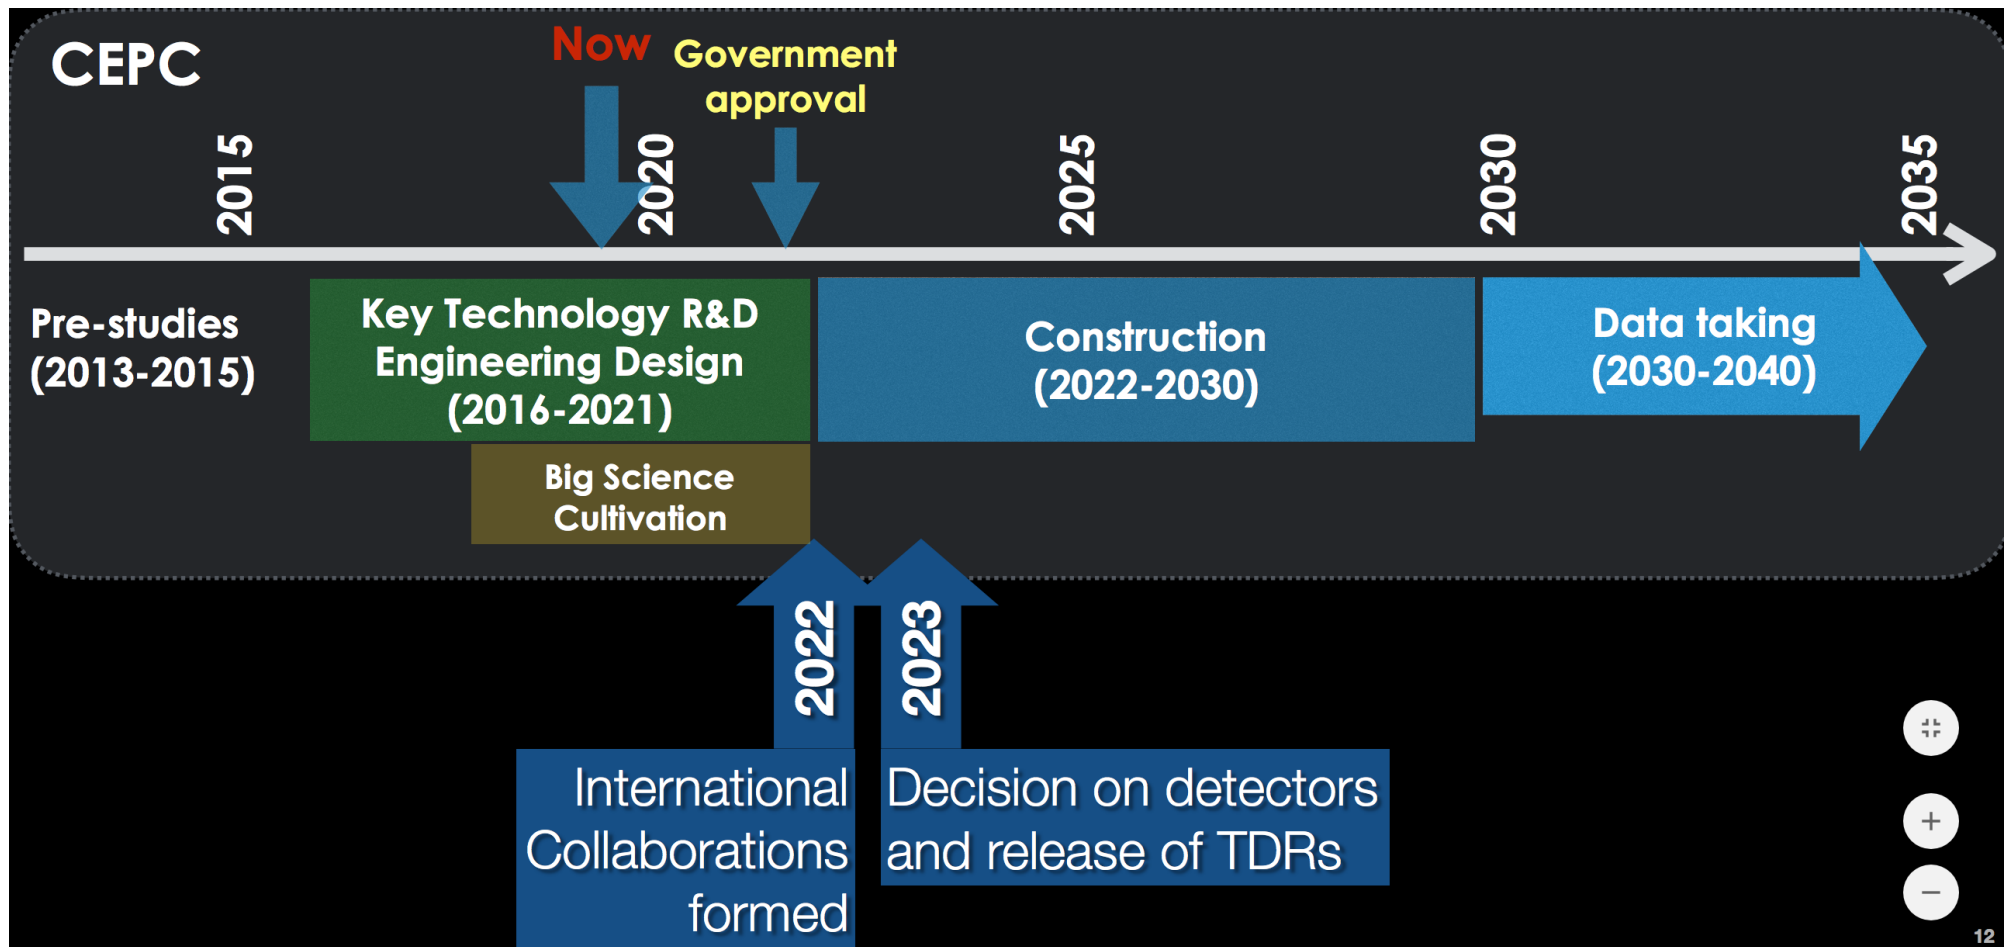 CEPC
Now
Government
approval
2015
2020
2025
2030
2035
Pre-studies
(2013-2015)
Key Technology R&D
Engineering Design
(2016-2021)
Construction
(2022-2030)
Data taking
(2030-2040)
Big Science
Cultivation
2022
2023
International
Collaborations
formed
Decision on detectors
and release of TDRs
12